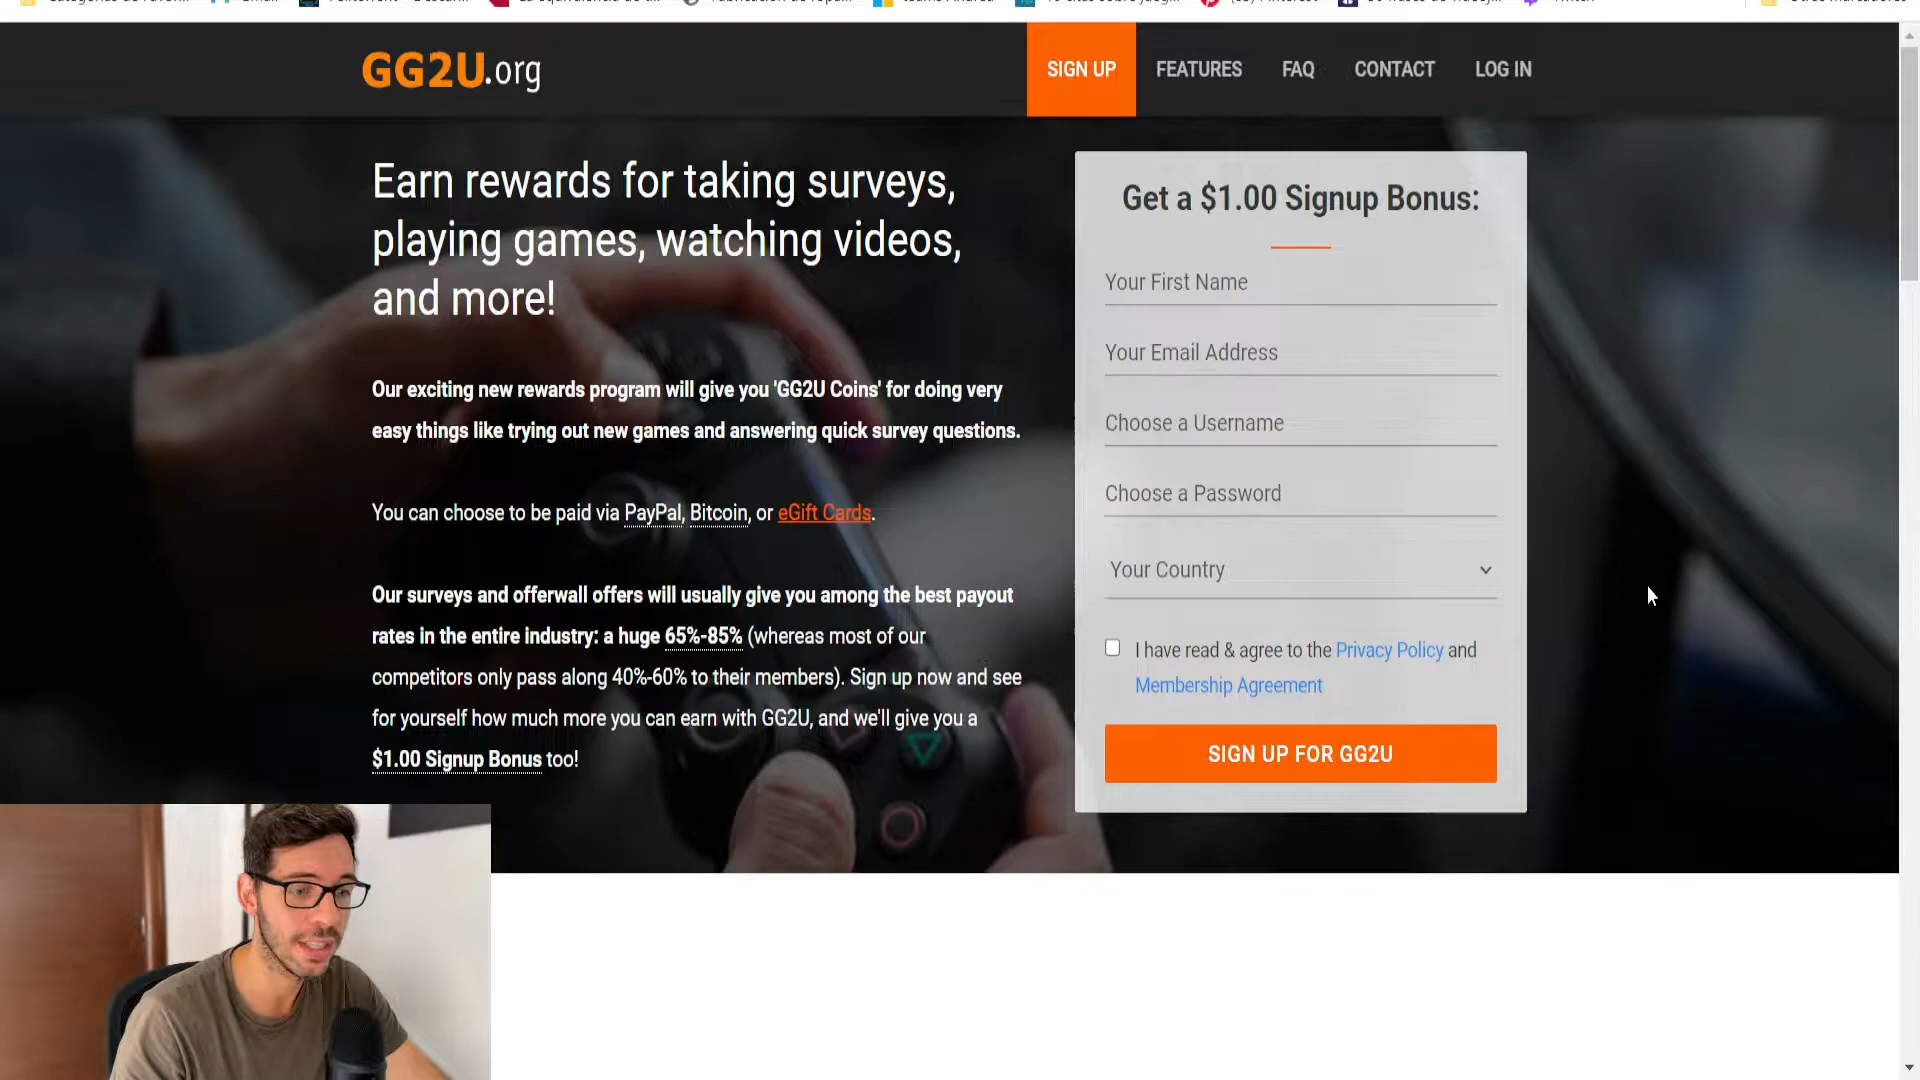 GG2U.org
SIGN UP FEATURES FAQ CONTACT LOG IN
Earn rewards for taking surveys,
playing games, watching videos,
and more!
Our exciting new rewards program will give you 'GG2U Coins' for doing very
easy things like trying out new games and answering quick survey questions.
You can choose to be paid via PayPal, Bitcoin, or eGift Cards.
Our surveys and offerwall offers will usually give you among the best payout
rates in the entire industry: a huge 65%-85% (whereas most of our
competitors only pass along 40%-60% to their members). Sign up now and see
for yourself how much more you can earn with GG2U, and we'll give you a
$1.00 Signup Bonus too!
Get a $1.00 Signup Bonus:
Your First Name
Your Email Address
Choose a Username
Choose a Password
Your Country
I have read & agree to the Privacy Policy and
Membership Agreement
SIGN UP FOR GG2U